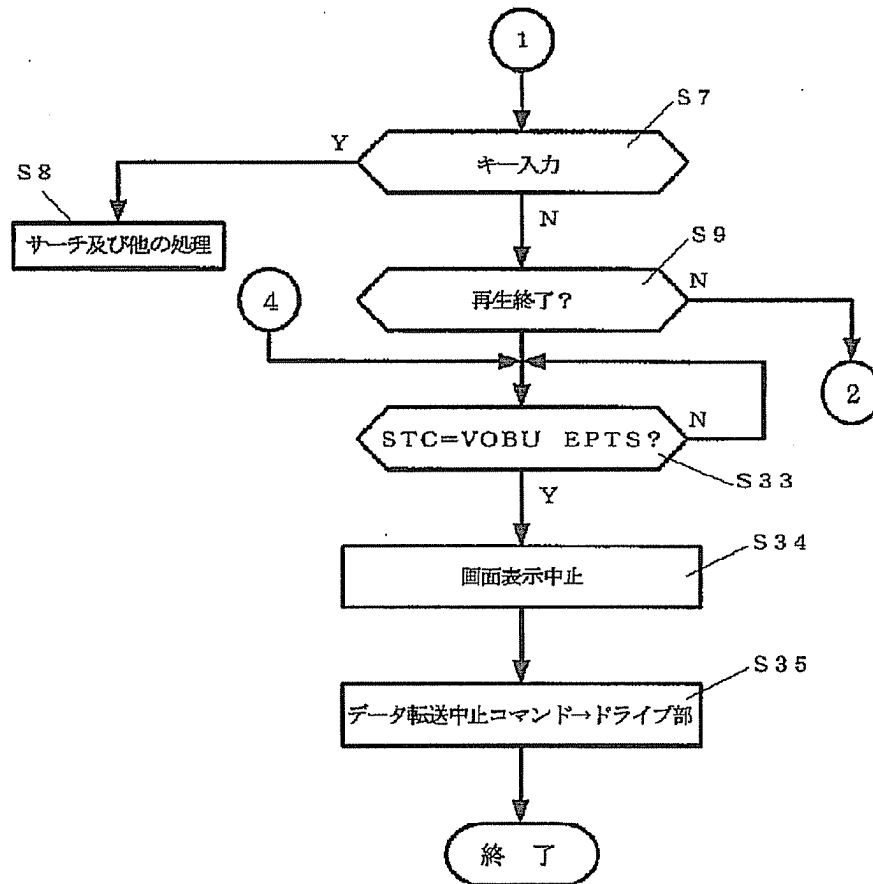 1
S7
Y
キー入力
S8
サーチ及び他の処理
N
S9
再生終了?
N
4
2
STC=VOBU EPTS?
N
S33
Y
S34
画面表示中止
S35
データ転送中止コマンド→ドライブ部
終 了